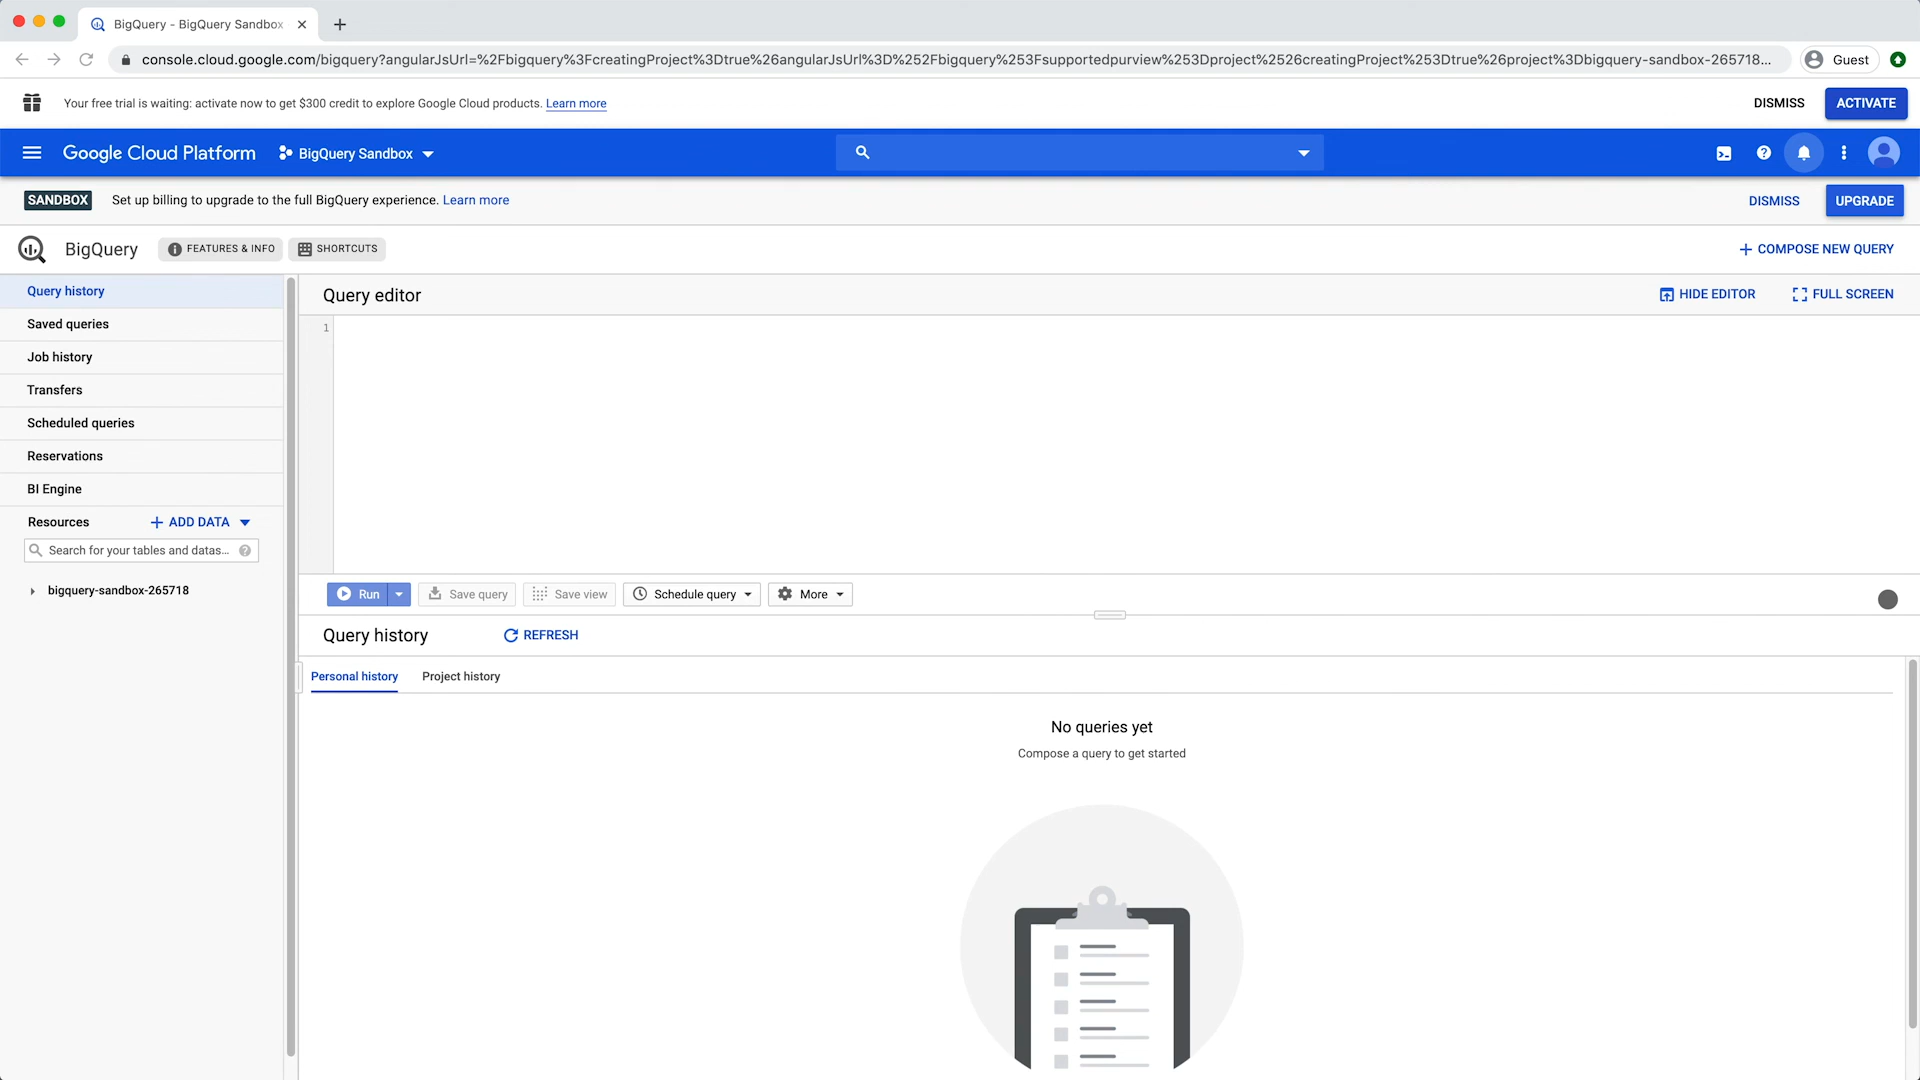 BigQuery - BigQuery Sandbox
console.cloud.google.com/bigquery?angularJsUrl=%2Fbigquery%3FcreatingProject%3Dtrue%26angularJsUrl%3D%252Fbigquery%253Fsupportedpurview%253Dproject%2526creatingProject%253Dtrue%26project%3Dbigquery-sandbox-265718...
Guest
Your free trial is waiting: activate now to get $300 credit to explore Google Cloud products. Learn more
DISMISS
ACTIVATE
Google Cloud Platform
BigQuery Sandbox
SANDBOX
Set up billing to upgrade to the full BigQuery experience. Learn more
DISMISS
UPGRADE
BigQuery
FEATURES & INFO
SHORTCUTS
COMPOSE NEW QUERY
Query history
Saved queries
Job history
Transfers
Scheduled queries
Reservations
BI Engine
Resources
ADD DATA
Search for your tables and datas...
bigquery-sandbox-265718
Query editor
HIDE EDITOR
FULL SCREEN
1
Run
Save query
Save view
Schedule query
More
Query history
REFRESH
Personal history
Project history
No queries yet
Compose a query to get started